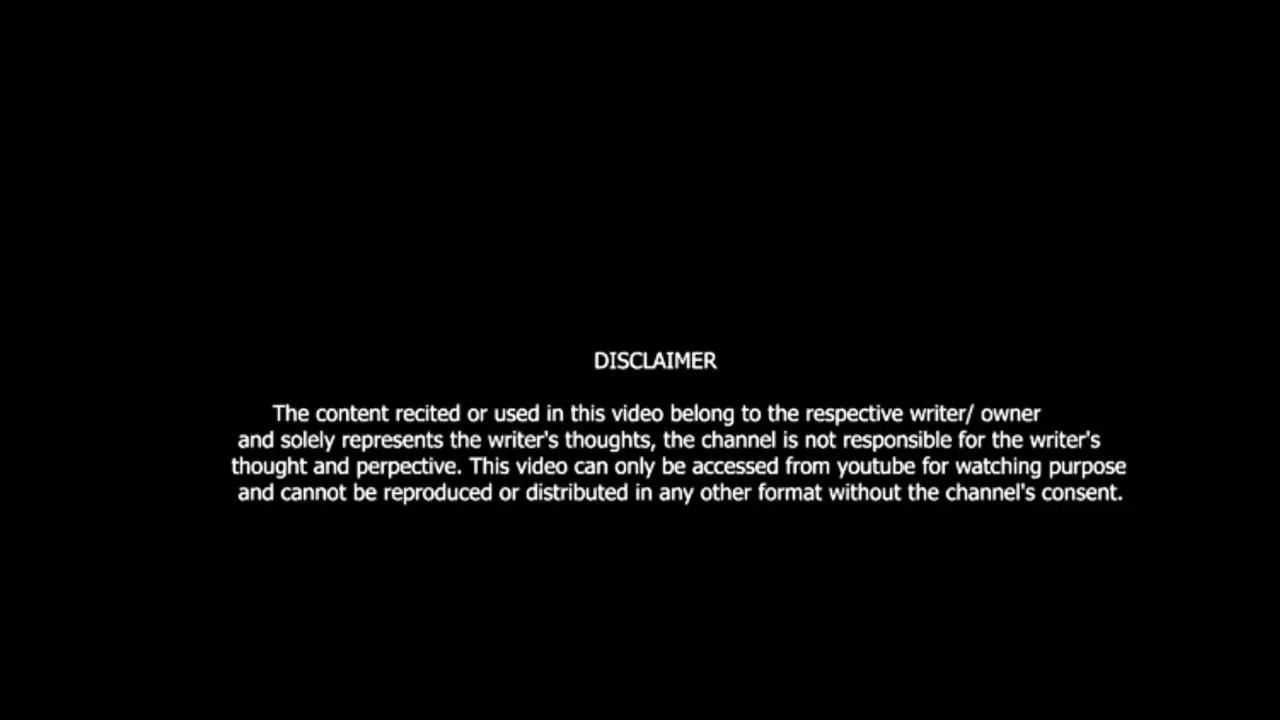 DISCLAIMER
The content recited or used in this video belong to the respective writer/ owner
and solely represents the writer's thoughts, the channel is not responsible for the writer's
thought and perpective. This video can only be accessed from youtube for watching purpose
and cannot be reproduced or distributed in any other format without the channel's consent.